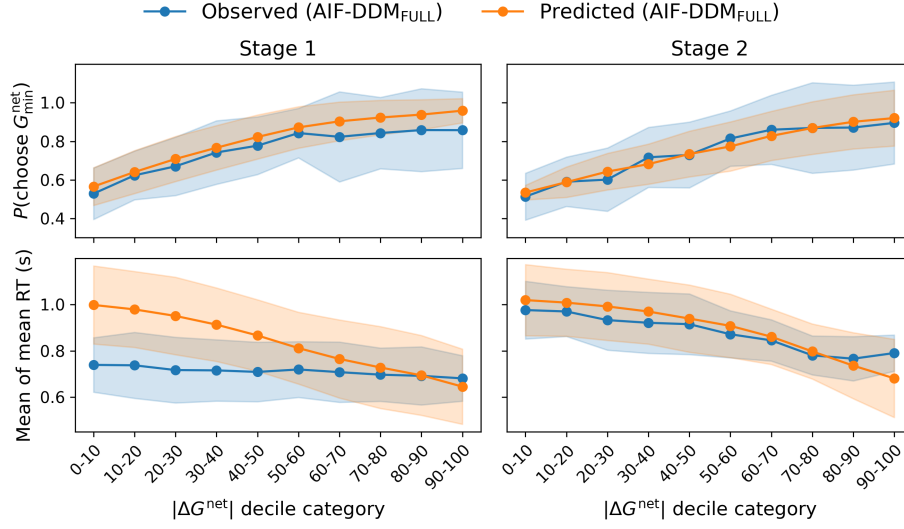 Observed (AIF-DDM_FULL) Predicted (AIF-DDM_FULL)
Stage 1 Stage 2
P(choose G^net_min)
1.0
0.8
0.6
0.4
Mean of mean RT (s)
1.0
0.8
0.6
0-10 10-20 20-30 30-40 40-50 50-60 60-70 70-80 80-90 90-100
0-10 10-20 20-30 30-40 40-50 50-60 60-70 70-80 80-90 90-100
|ΔG^net| decile category |ΔG^net| decile category